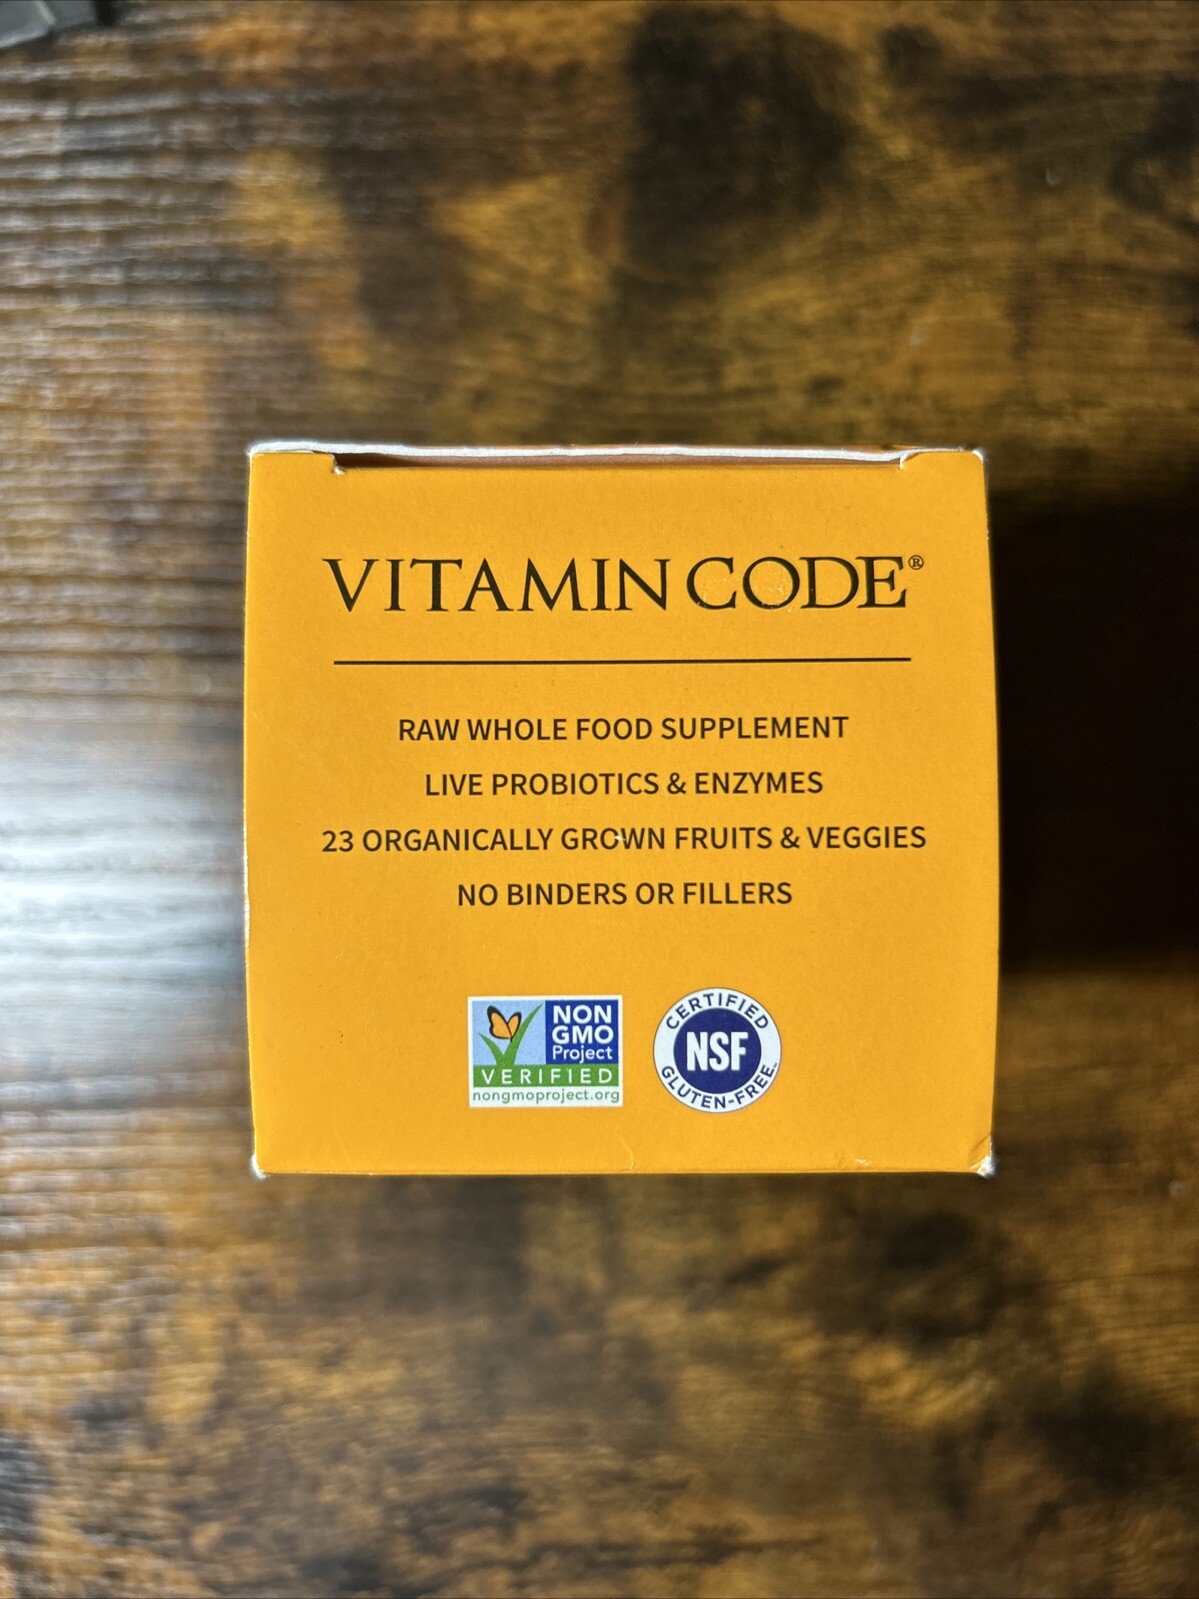 VITAMIN CODE®
RAW WHOLE FOOD SUPPLEMENT
LIVE PROBIOTICS & ENZYMES
23 ORGANICALLY GROWN FRUITS & VEGGIES
NO BINDERS OR FILLERS
NON
GMO
Project
VERIFIED
nongmoproject.org
CERTIFIED
NSF
GLUTEN-FREE™